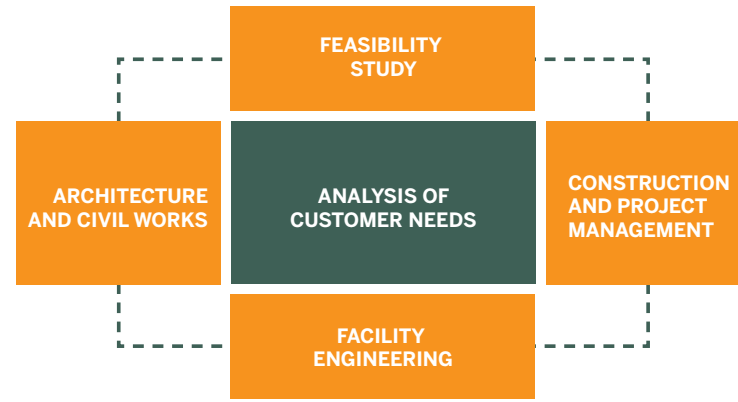 FEASIBILITY
STUDY
ARCHITECTURE
AND CIVIL WORKS
ANALYSIS OF
CUSTOMER NEEDS
CONSTRUCTION
AND PROJECT
MANAGEMENT
FACILITY
ENGINEERING